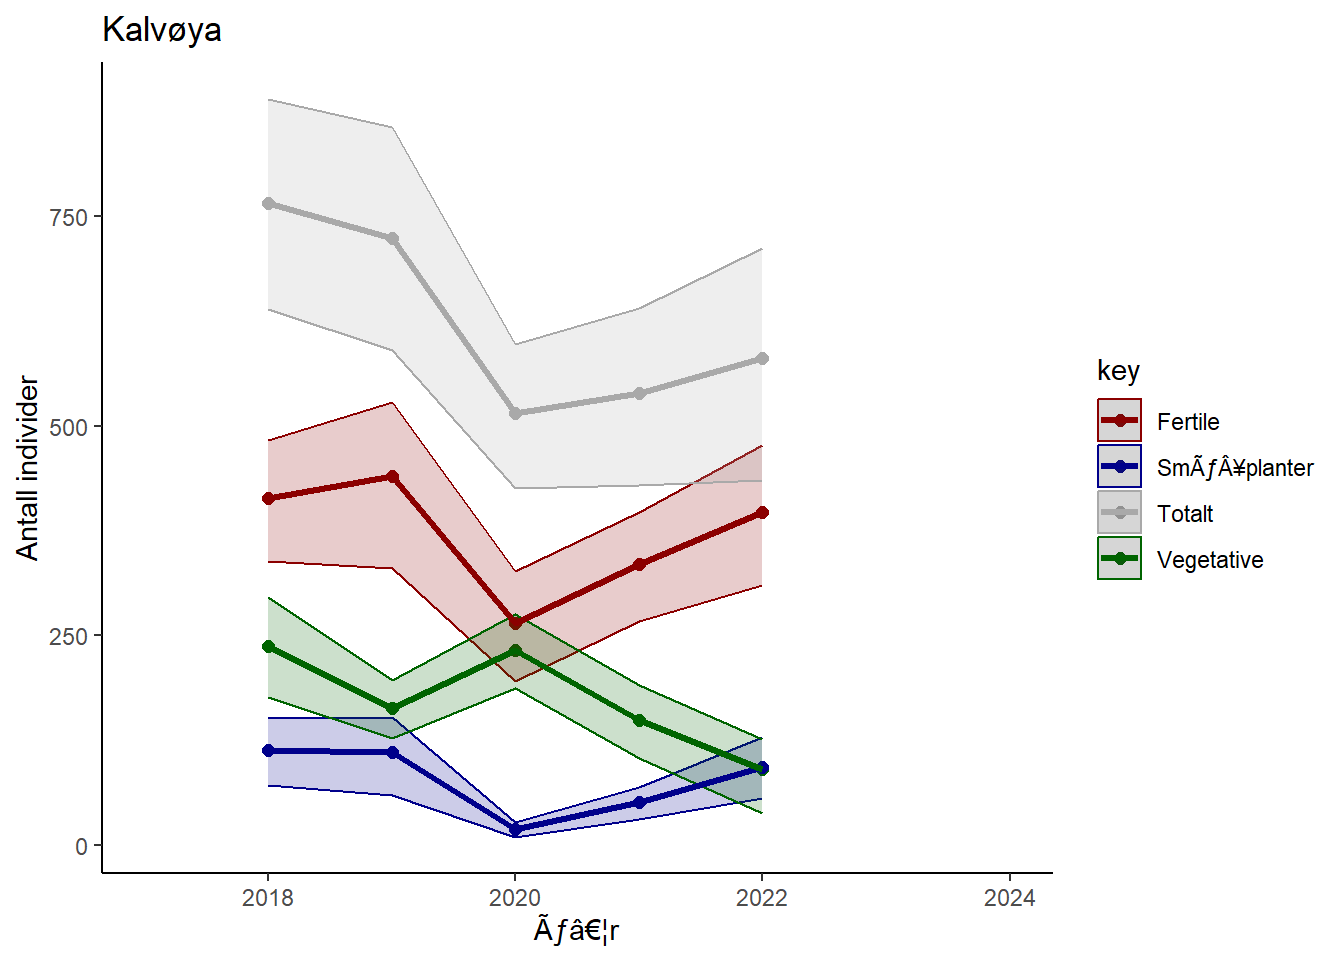 Kalvøya
Antall individer
750
500
250
0
2018
2020
2022
2024
Ãƒâ€¦r
key
Fertile
SmÃƒÂ¥planter
Totalt
Vegetative